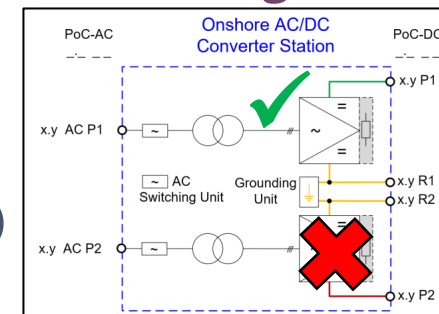 PoC-AC
Onshore AC/DC
Converter Station
PoC-DC
x.y P1
=
~
=
x.y AC P1
~
~ AC
Switching Unit
Grounding
Unit
x.y R1
x.y R2
=
x.y AC P2
~
x.y P2